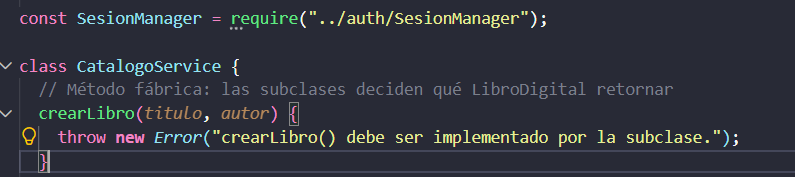 const SesionManager = require("../auth/SesionManager");
class CatalogoService {
// Método fábrica: las subclases deciden qué LibroDigital retornar
crearLibro(titulo, autor) {
throw new Error("crearLibro() debe ser implementado por la subclase.");
}